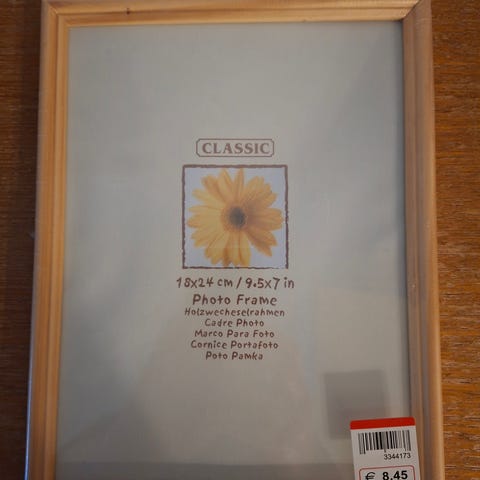 CLASSIC
18x24 cm / 9.5x7 in
Photo Frame
Holzwecheselrahmen
Cadre Photo
Marco Para Foto
Cornice Portafoto
Poto Pamka
3344173
€ 8,45